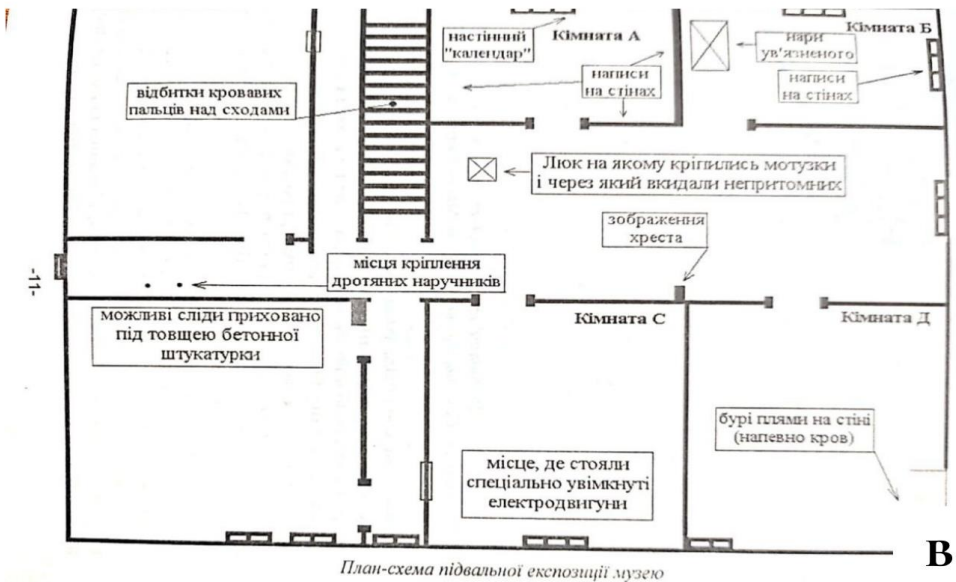 настінний
"календар"
Кімната А
нари
ув'язненого
Кімната Б
написи
на стінах
написи
на стінах
відбитки кровавих
пальців над сходами
Люк на якому кріпились мотузки
і через який вкидали непритомних
зображення
хреста
місця кріплення
дротяних наручників
-11-
можливі сліди приховано
під товщею бетонної
штукатурки
Кімната С
Кімната Д
бурі плями на стіні
(напевно кров)
місце, де стояли
спеціально увімкнуті
електродвигуни
План-схема підвальної експозиції музею
В